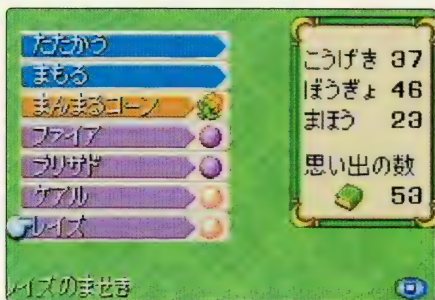 たたかう
まもる
まんまるコーン
ファイア
ブリザド
ケアル
レイズ
こうげき 37
ぼうぎょ 46
まほう 23
思い出の数
53
レイズのませき